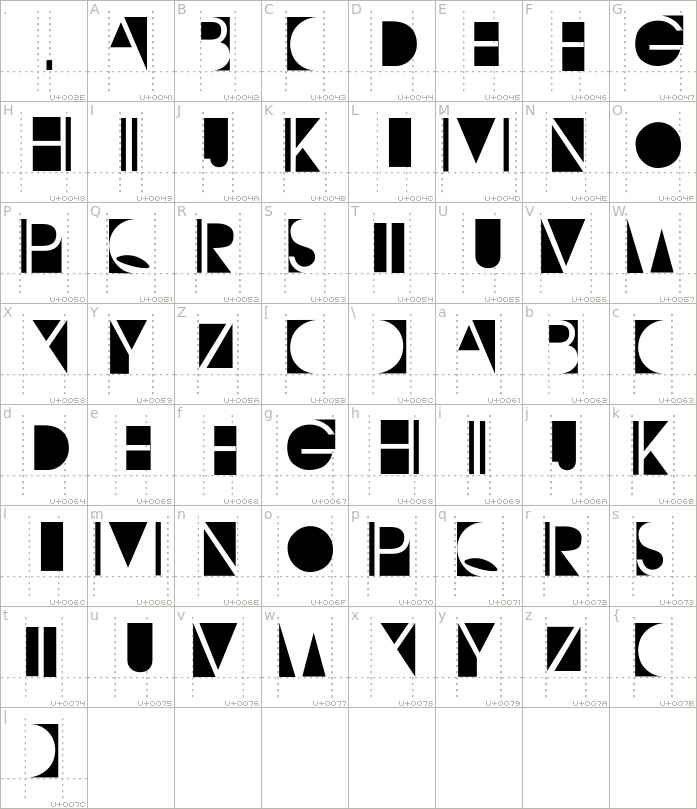 . A B C D E F G
. A B C D E F G
U+002E U+0041 U+0042 U+0043 U+0044 U+0045 U+0046 U+0047
H I J K L M N O
H I J K L M N O
U+0048 U+0049 U+004A U+004B U+004C U+004D U+004E U+004F
P Q R S T U V W
P Q R S T U V W
U+0050 U+0051 U+0052 U+0053 U+0054 U+0055 U+0056 U+0057
X Y Z [ \ a b c
X Y Z ( ) A B C
U+0058 U+0059 U+005A U+005B U+005C U+0061 U+0062 U+0063
d e f g h i j k
D E F G H I J K
U+0064 U+0065 U+0066 U+0067 U+0068 U+0069 U+006A U+006B
l m n o p q r s
L M N O P Q R S
U+006C U+006D U+006E U+006F U+0070 U+0071 U+0072 U+0073
t u v w x y z {
T U V W X Y Z (
U+0074 U+0075 U+0076 U+0077 U+0078 U+0079 U+007A U+007B
|
)
U+007C